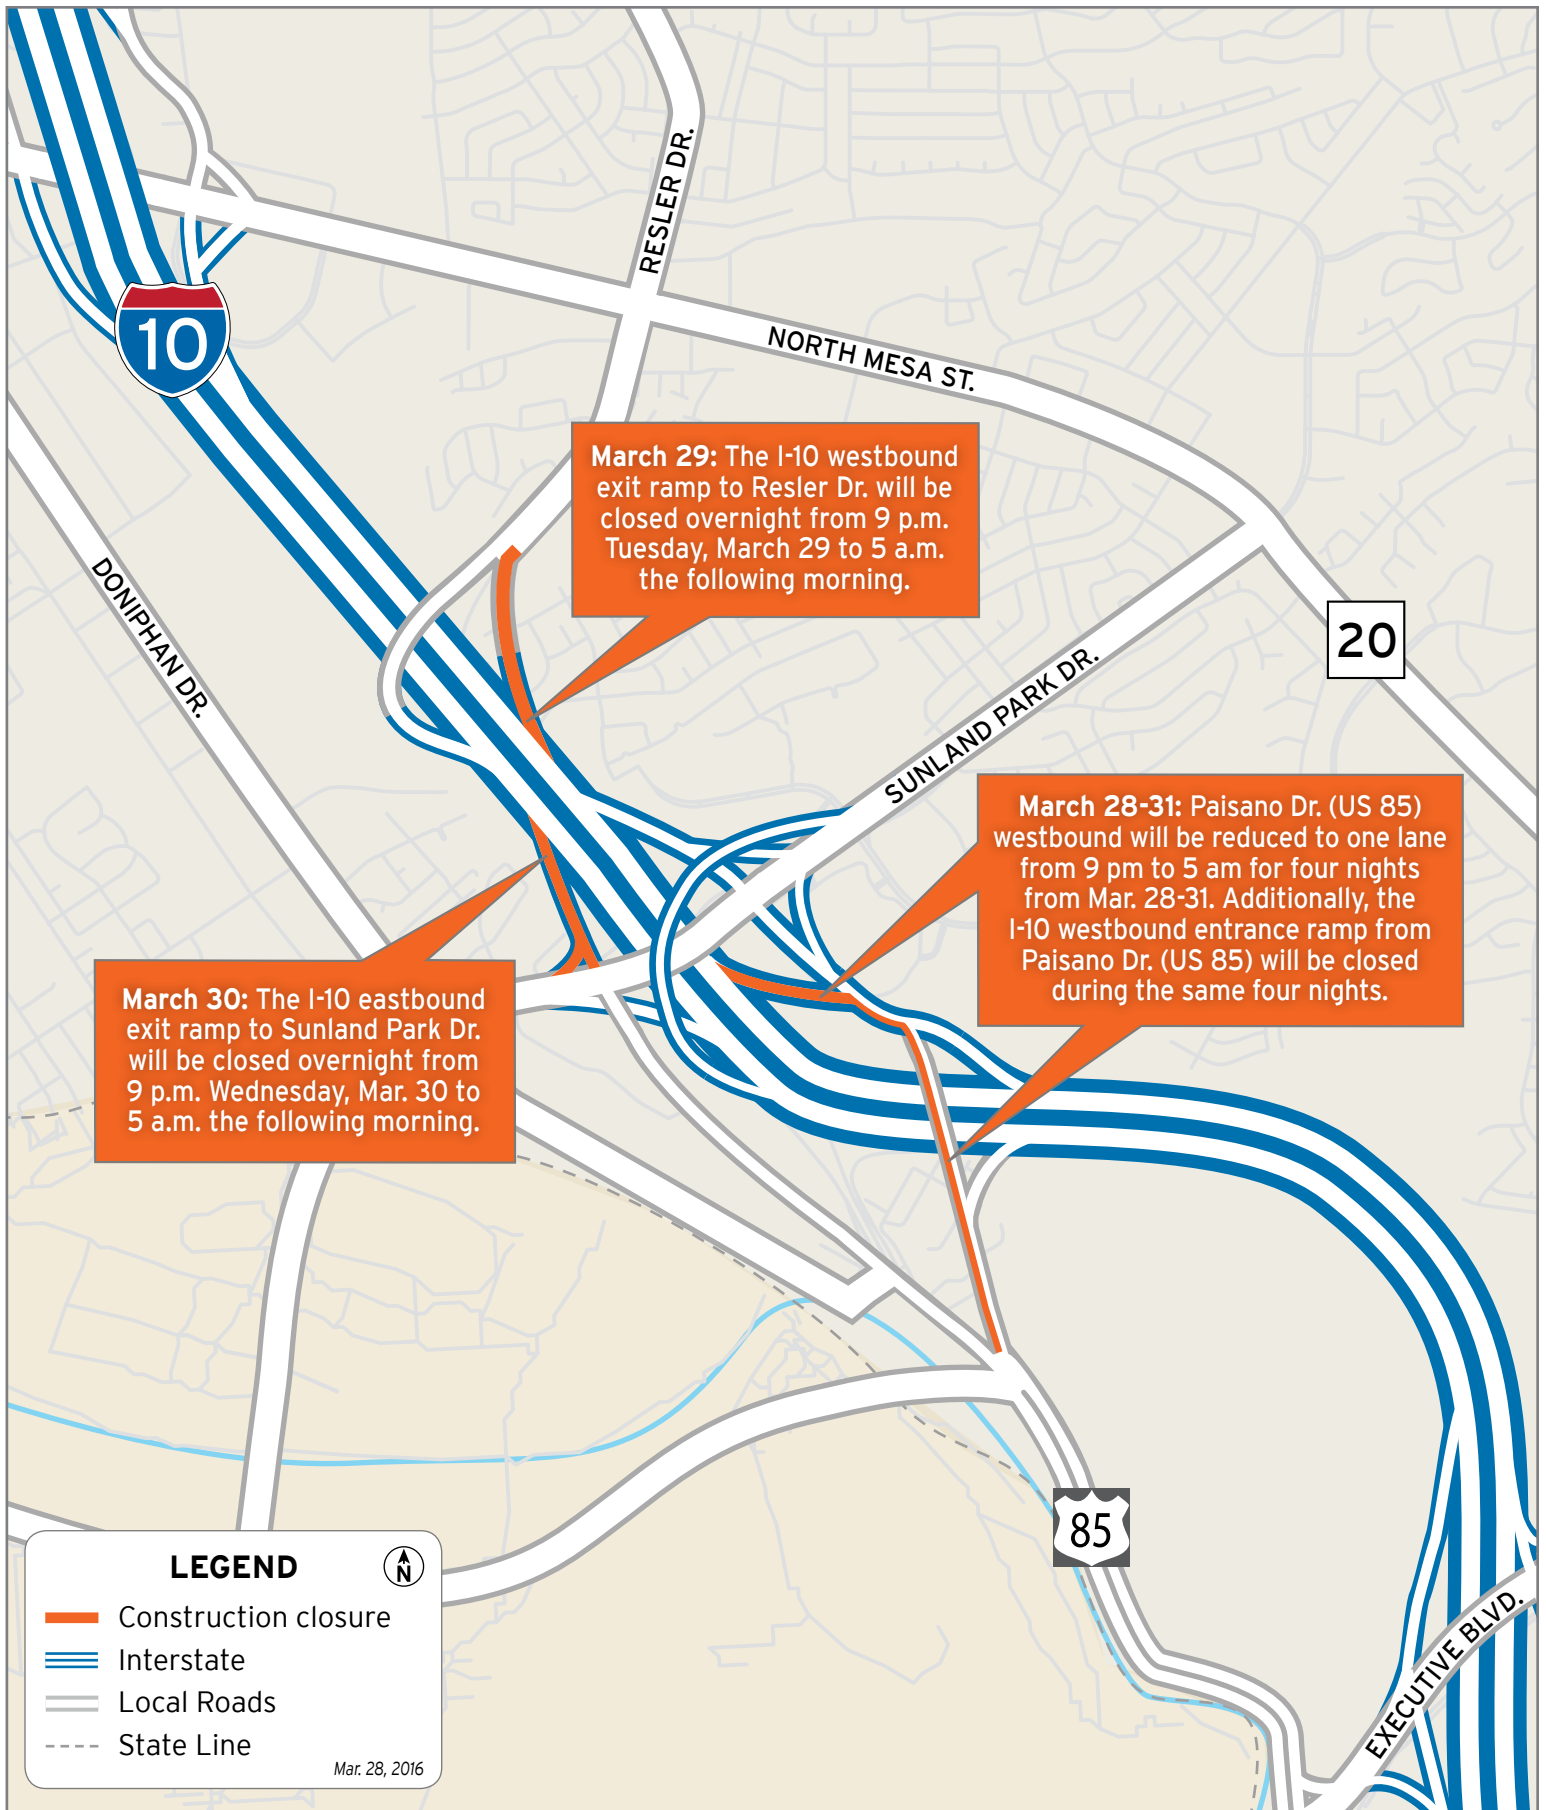 RESLER DR.
10
NORTH MESA ST.
March 29: The I-10 westbound
exit ramp to Resler Dr. will be
closed overnight from 9 p.m.
Tuesday, March 29 to 5 a.m.
the following morning.
DONIPHAN DR.
20
SUNLAND PARK DR.
March 28-31: Paisano Dr. (US 85)
westbound will be reduced to one lane
from 9 pm to 5 am for four nights
from Mar. 28-31. Additionally, the
I-10 westbound entrance ramp from
Paisano Dr. (US 85) will be closed
during the same four nights.
March 30: The I-10 eastbound
exit ramp to Sunland Park Dr.
will be closed overnight from
9 p.m. Wednesday, Mar. 30 to
5 a.m. the following morning.
85
EXECUTIVE BLVD.
LEGEND
N
Construction closure
Interstate
Local Roads
State Line
Mar. 28, 2016